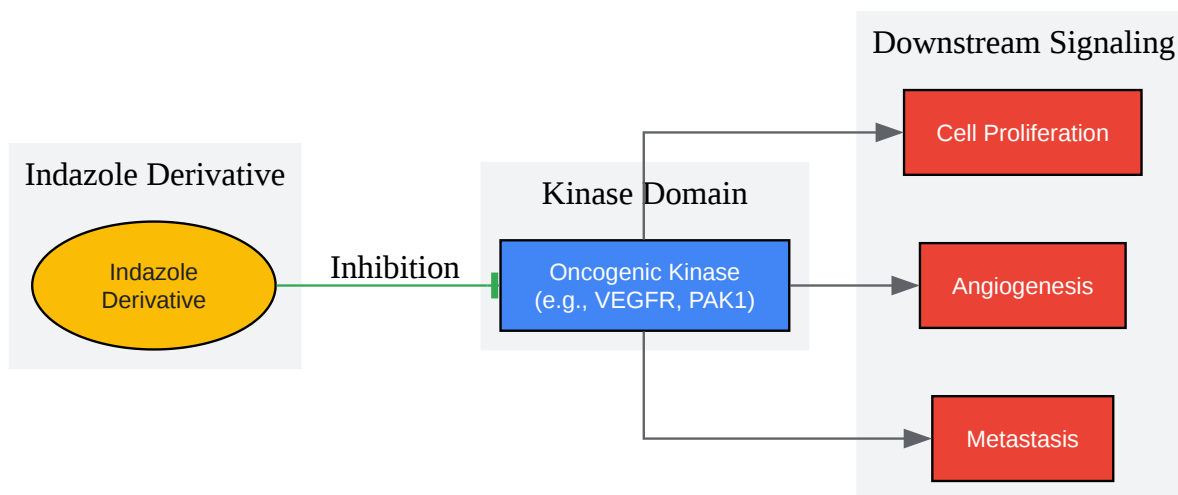 Indazole Derivative
Indazole
Derivative
Inhibition
Kinase Domain
Oncogenic Kinase
(e.g., VEGFR, PAK1)
Downstream Signaling
Cell Proliferation
Angiogenesis
Metastasis